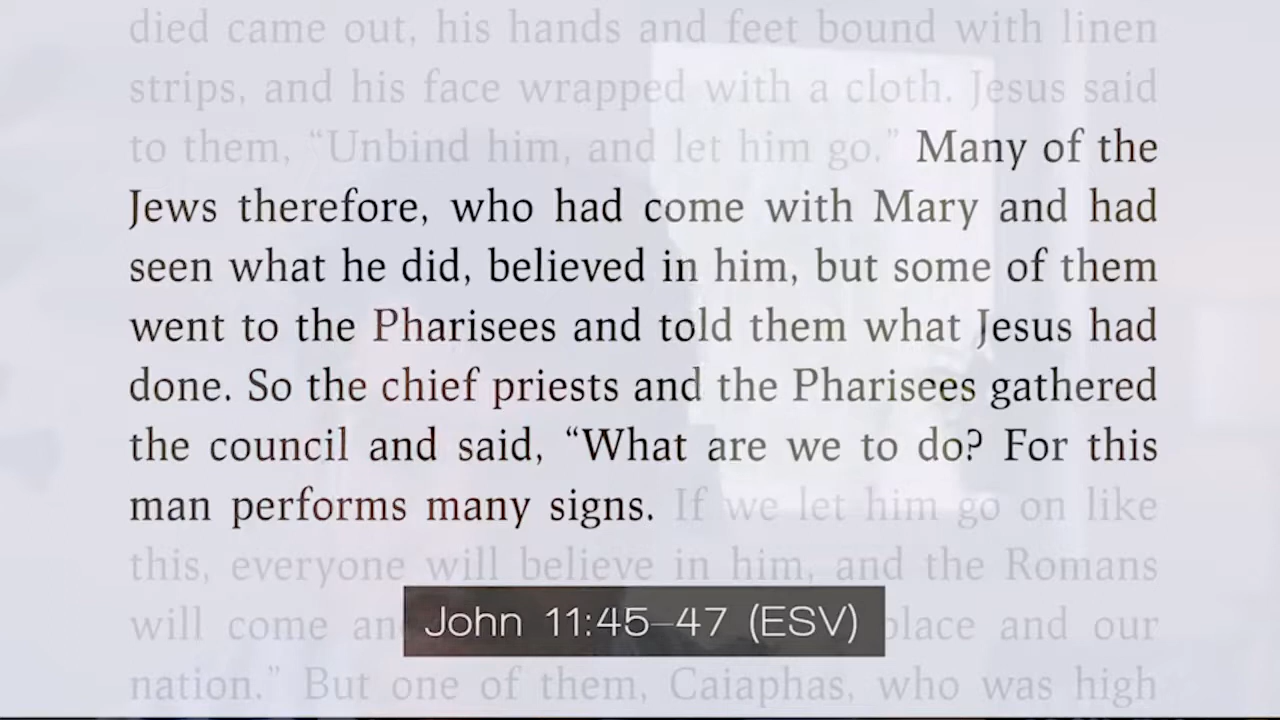 died came out, his hands and feet bound with linen
strips, and his face wrapped with a cloth. Jesus said
to them, “Unbind him, and let him go.” Many of the
Jews therefore, who had come with Mary and had
seen what he did, believed in him, but some of them
went to the Pharisees and told them what Jesus had
done. So the chief priests and the Pharisees gathered
the council and said, “What are we to do? For this
man performs many signs. If we let him go on like
this, everyone will believe in him, and the Romans
will come an place and our
John 11:45–47 (ESV)
nation.” But one of them, Caiaphas, who was high